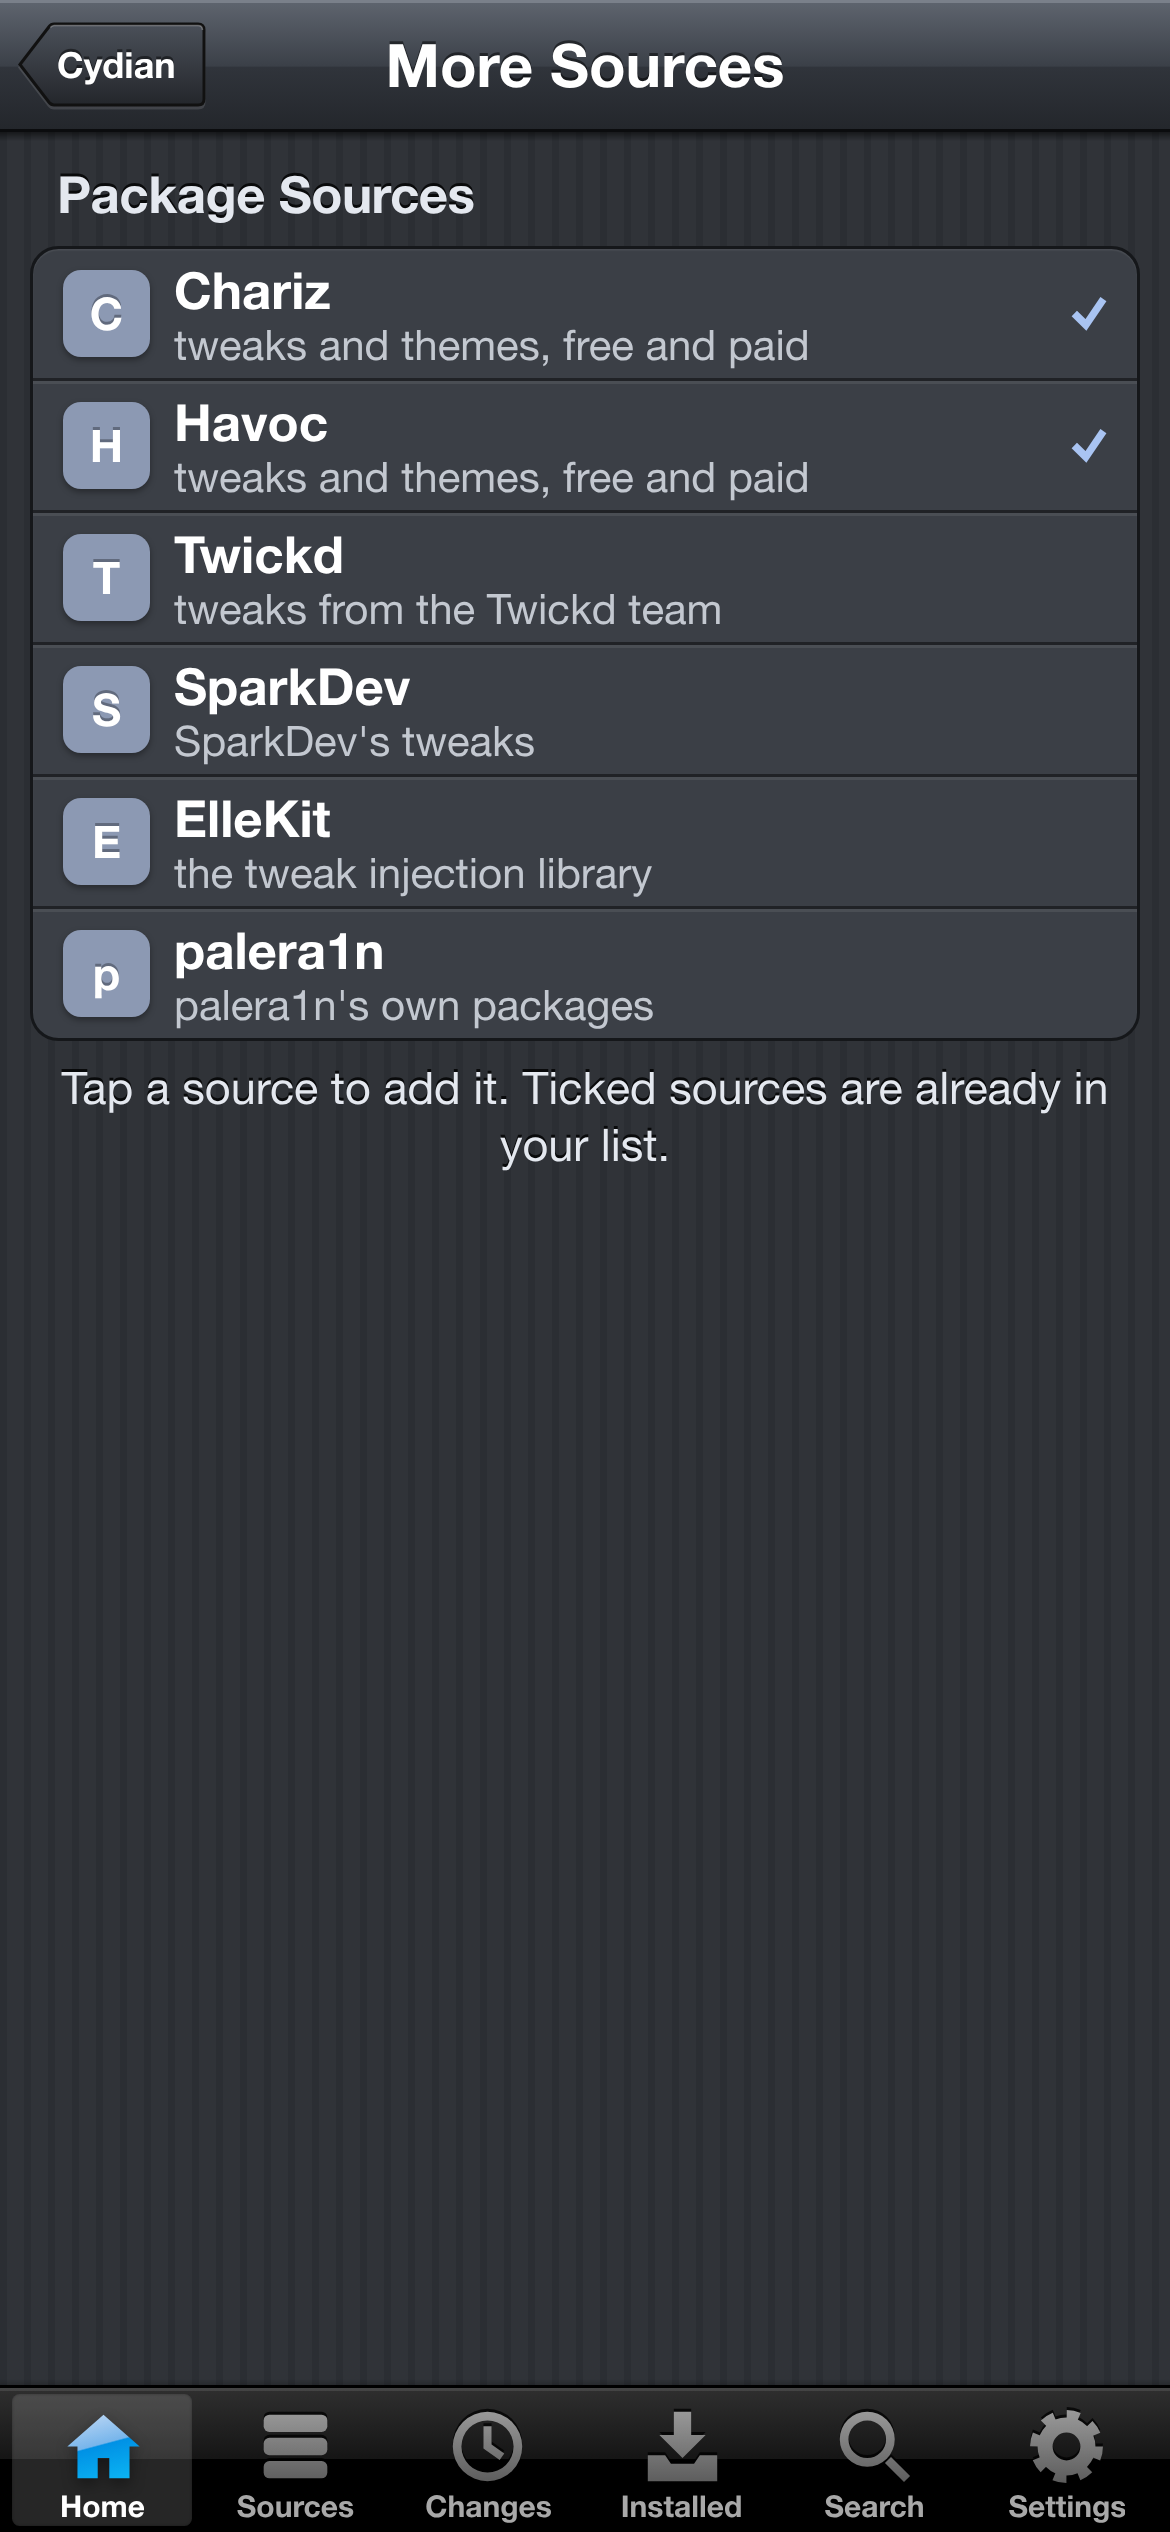 Cydian
More Sources
Package Sources
C
Chariz
tweaks and themes, free and paid
H
Havoc
tweaks and themes, free and paid
T
Twickd
tweaks from the Twickd team
S
SparkDev
SparkDev's tweaks
E
ElleKit
the tweak injection library
p
palera1n
palera1n's own packages
Tap a source to add it. Ticked sources are already in
your list.
Home
Sources
Changes
Installed
Search
Settings